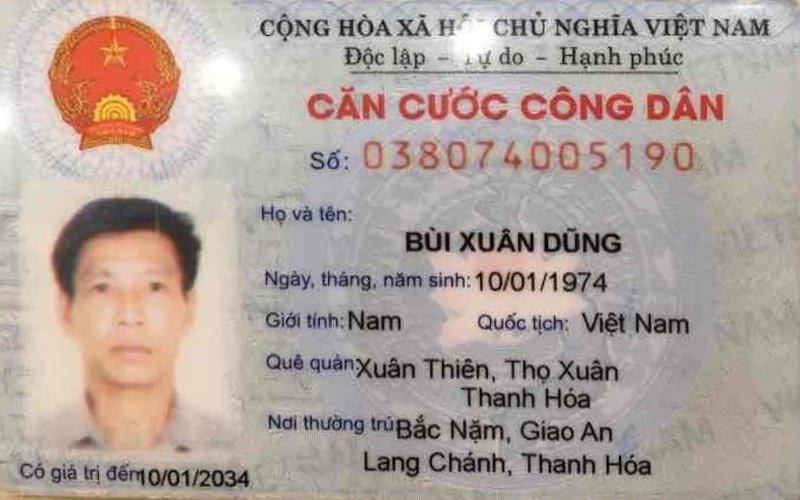 CỘNG HÒA XÃ HỘI CHỦ NGHĨA VIỆT NAM
Độc lập - Tự do - Hạnh phúc
CĂN CƯỚC CÔNG DÂN
Số: 038074005190
Họ và tên:
BÙI XUÂN DŨNG
Ngày, tháng, năm sinh: 10/01/1974
Giới tính: Nam Quốc tịch: Việt Nam
Quê quán: Xuân Thiên, Thọ Xuân
Thanh Hóa
Nơi thường trú: Bắc Nặm, Giao An
Lang Chánh, Thanh Hóa
Có giá trị đến: 10/01/2034